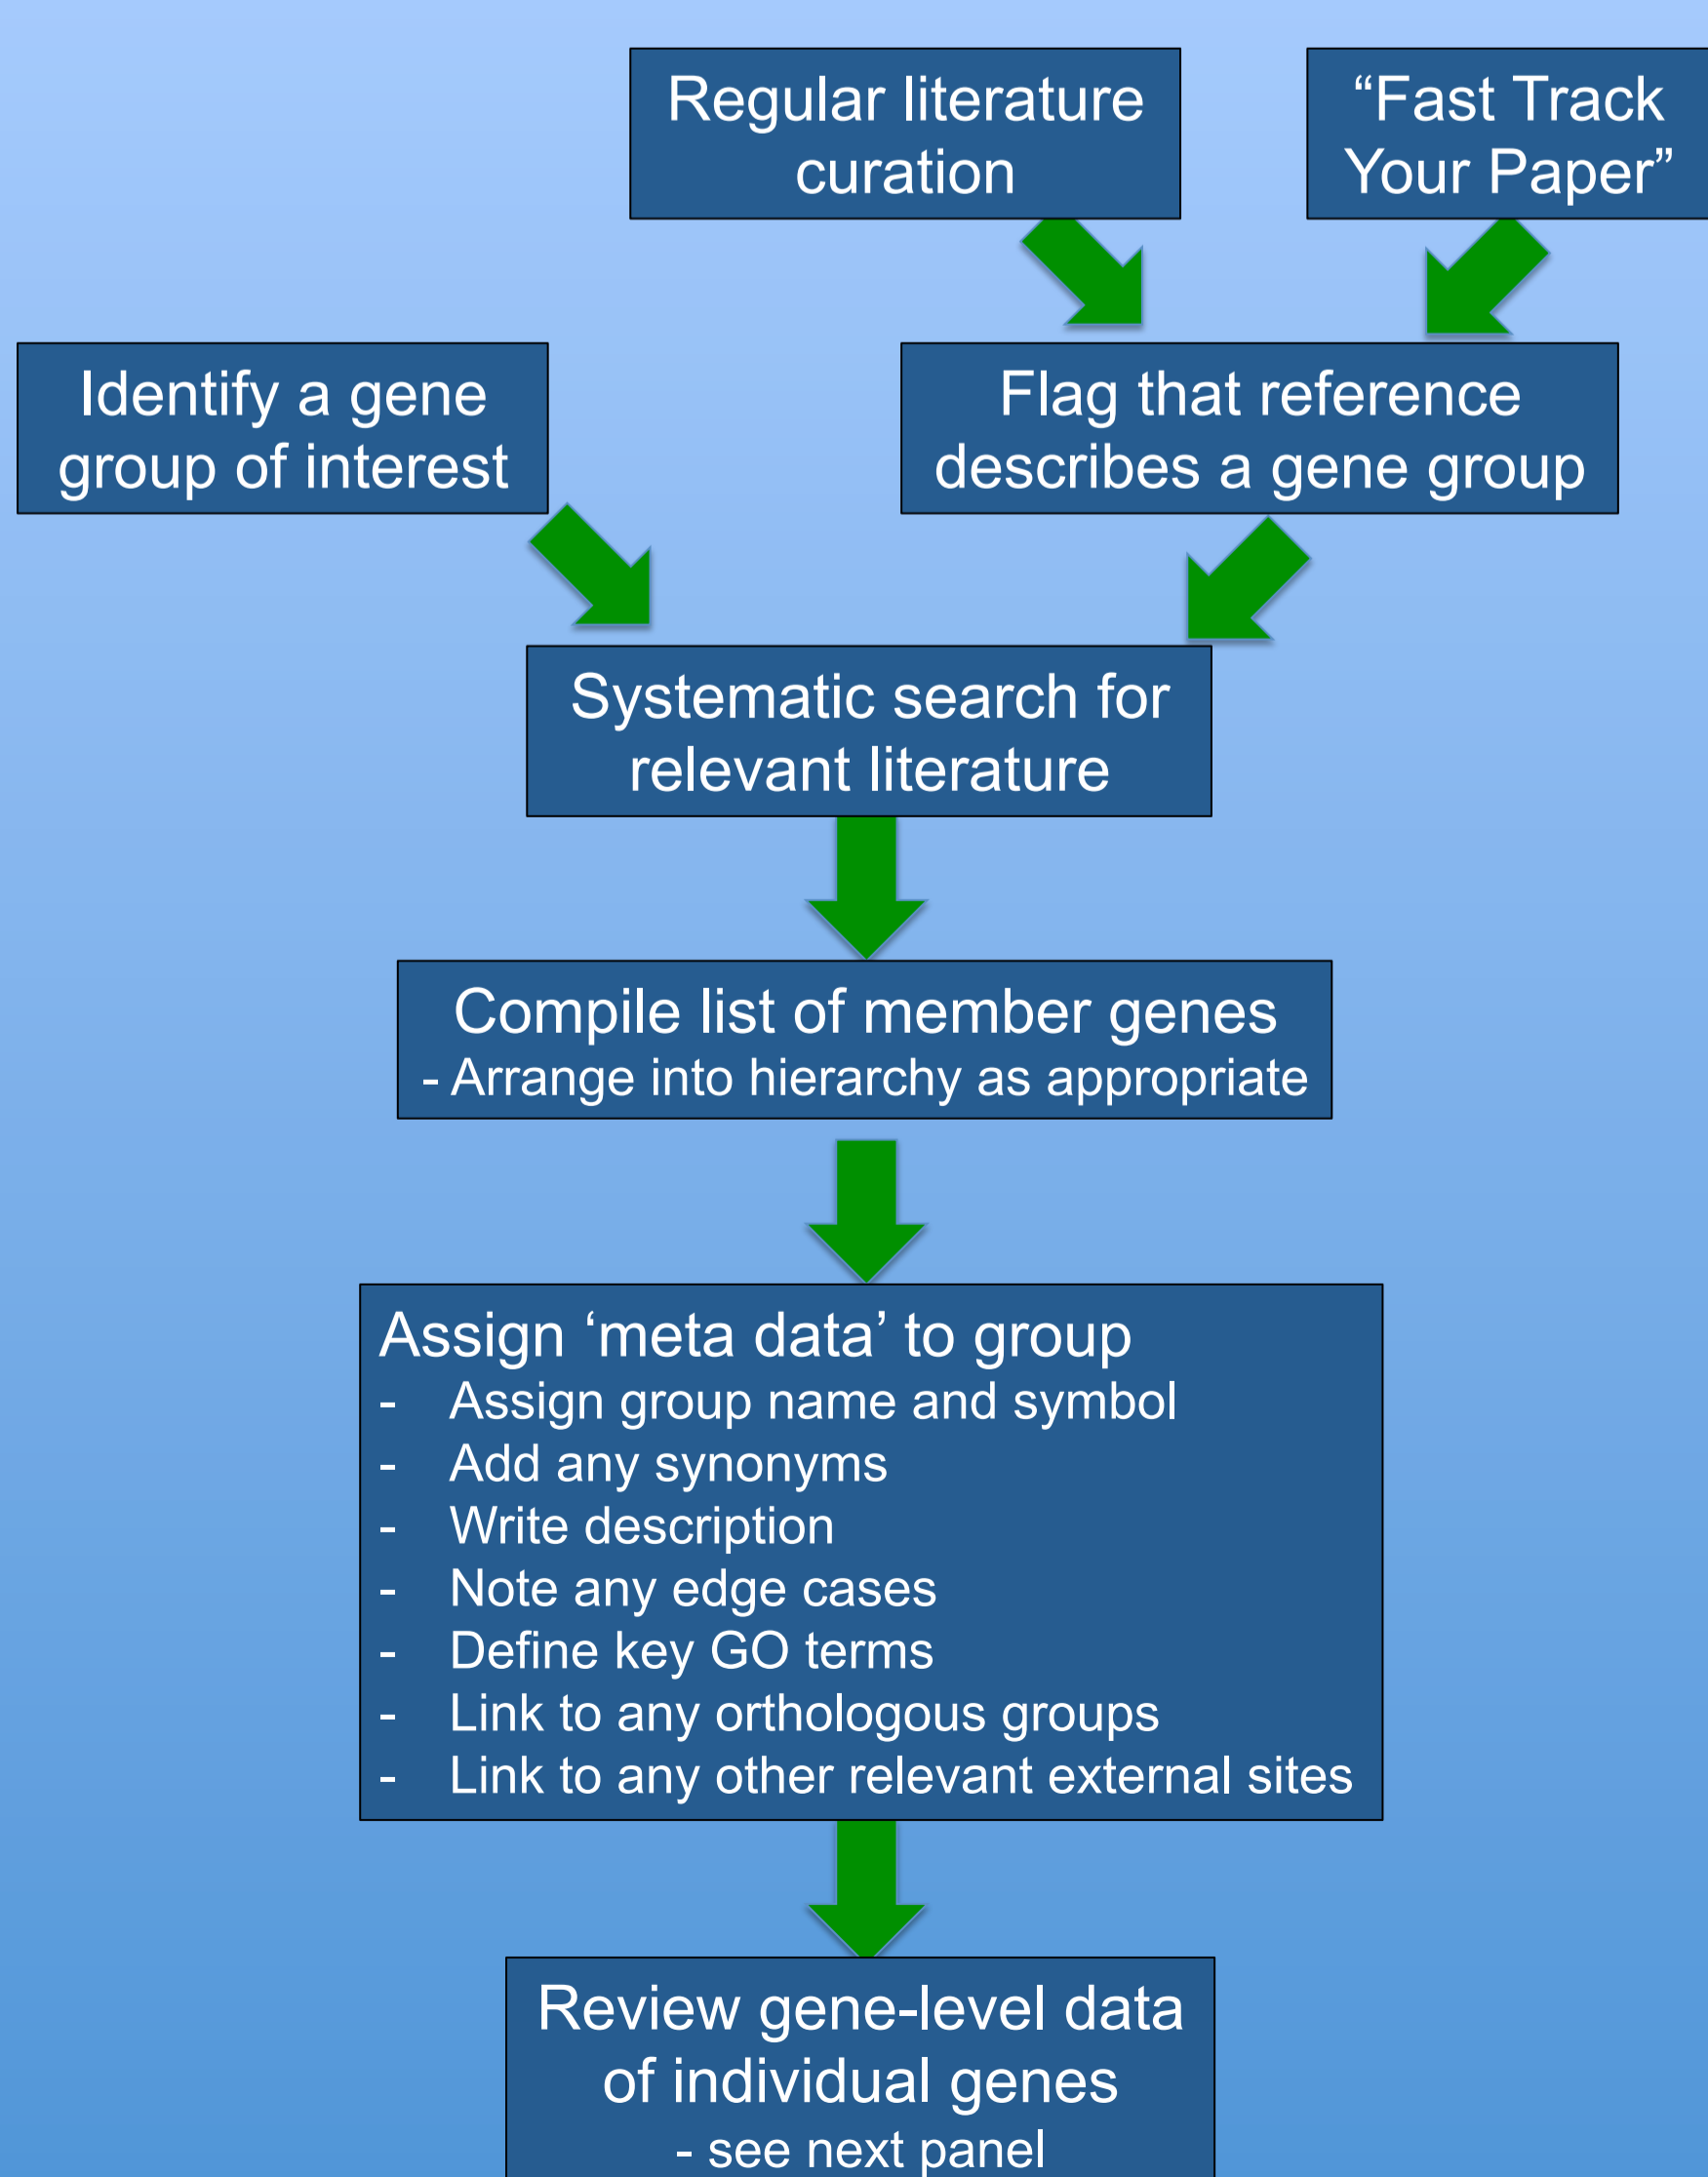 Regular literature
curation
“Fast Track
Your Paper”
Identify a gene
group of interest
Flag that reference
describes a gene group
Systematic search for
relevant literature
Compile list of member genes
- Arrange into hierarchy as appropriate
Assign ‘meta data’ to group
- Assign group name and symbol
- Add any synonyms
- Write description
- Note any edge cases
- Define key GO terms
- Link to any orthologous groups
- Link to any other relevant external sites
Review gene-level data
of individual genes
- see next panel